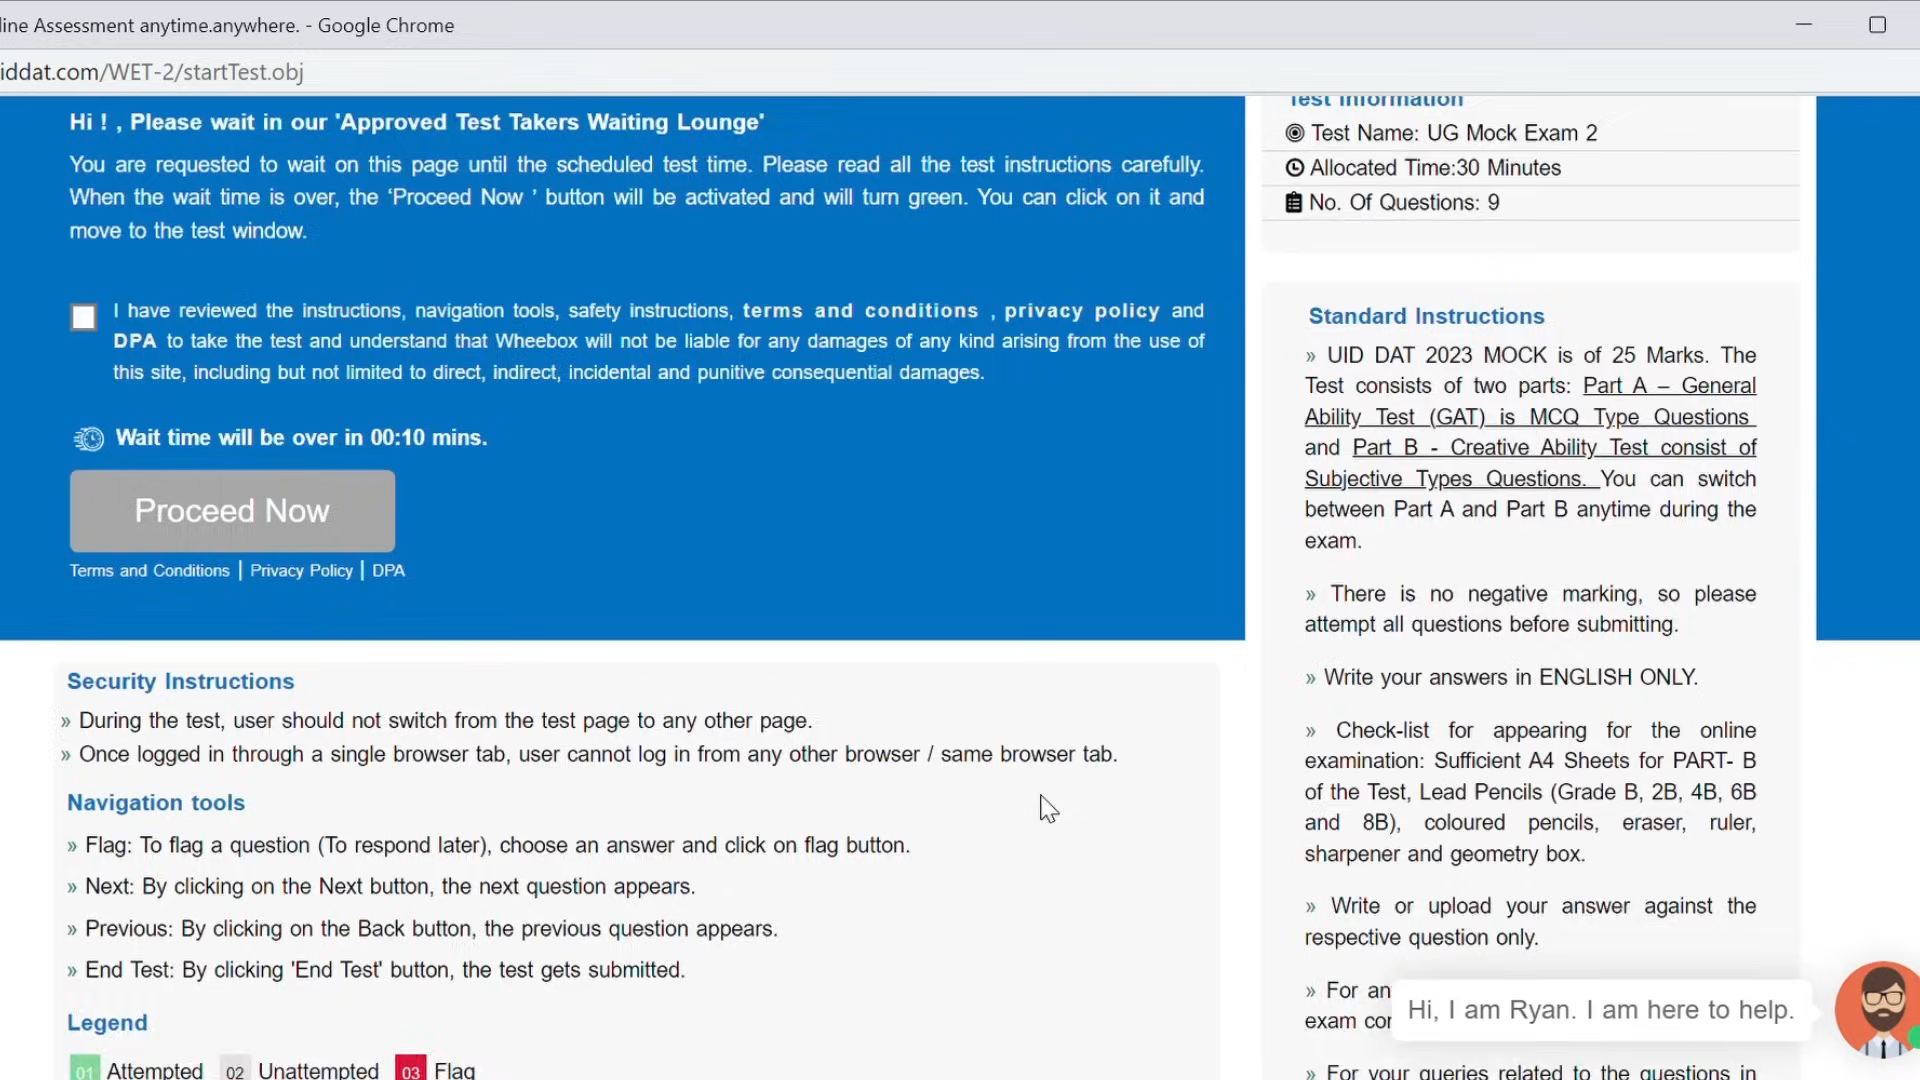 line Assessment anytime.anywhere. - Google Chrome
iddat.com/WET-2/startTest.obj
Hi ! , Please wait in our 'Approved Test Takers Waiting Lounge'
You are requested to wait on this page until the scheduled test time. Please read all the test instructions carefully.
When the wait time is over, the ‘Proceed Now ’ button will be activated and will turn green. You can click on it and
move to the test window.
I have reviewed the instructions, navigation tools, safety instructions, terms and conditions , privacy policy and
DPA to take the test and understand that Wheebox will not be liable for any damages of any kind arising from the use of
this site, including but not limited to direct, indirect, incidental and punitive consequential damages.
Wait time will be over in 00:10 mins.
Proceed Now
Terms and Conditions | Privacy Policy | DPA
Security Instructions
» During the test, user should not switch from the test page to any other page.
» Once logged in through a single browser tab, user cannot log in from any other browser / same browser tab.
Navigation tools
» Flag: To flag a question (To respond later), choose an answer and click on flag button.
» Next: By clicking on the Next button, the next question appears.
» Previous: By clicking on the Back button, the previous question appears.
» End Test: By clicking 'End Test' button, the test gets submitted.
Legend
01 Attempted 02 Unattempted 03 Flag
Test Information
Test Name: UG Mock Exam 2
Allocated Time:30 Minutes
No. Of Questions: 9
Standard Instructions
» UID DAT 2023 MOCK is of 25 Marks. The
Test consists of two parts: Part A – General
Ability Test (GAT) is MCQ Type Questions
and Part B - Creative Ability Test consist of
Subjective Types Questions. You can switch
between Part A and Part B anytime during the
exam.
» There is no negative marking, so please
attempt all questions before submitting.
» Write your answers in ENGLISH ONLY.
» Check-list for appearing for the online
examination: Sufficient A4 Sheets for PART- B
of the Test, Lead Pencils (Grade B, 2B, 4B, 6B
and 8B), coloured pencils, eraser, ruler,
sharpener and geometry box.
» Write or upload your answer against the
respective question only.
» For an
exam
» For your queries related to the questions in
Hi, I am Ryan. I am here to help.